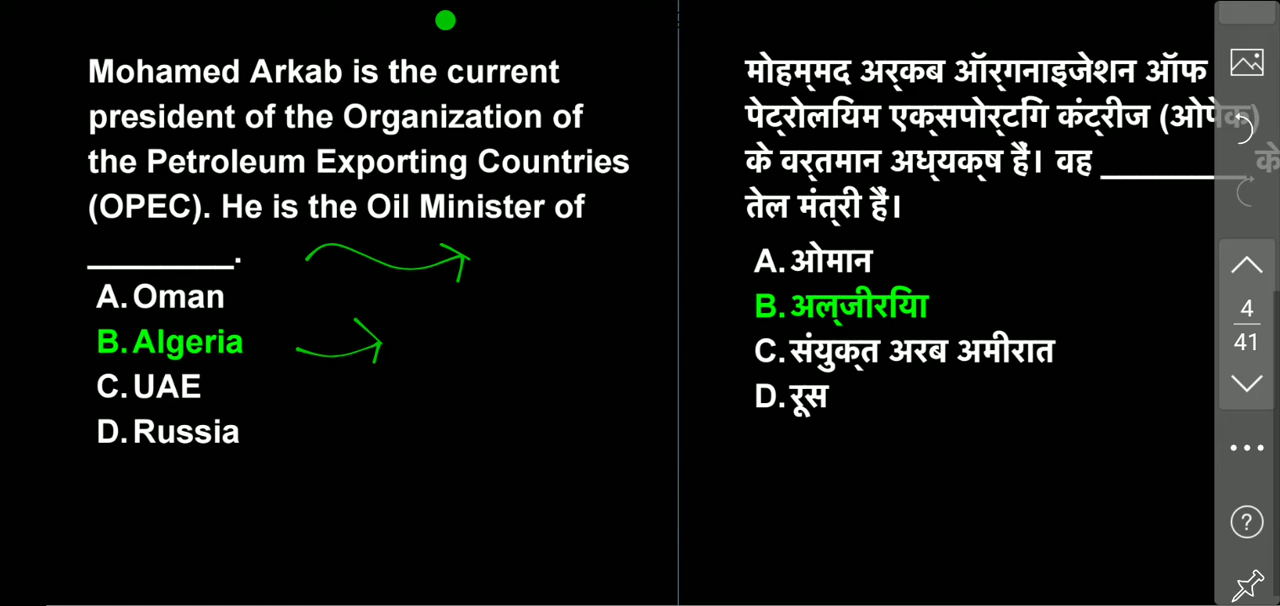 Mohamed Arkab is the current
president of the Organization of
the Petroleum Exporting Countries
(OPEC). He is the Oil Minister of
________.
A. Oman
B. Algeria
C. UAE
D. Russia
मोहम्मद अर्कब ऑर्गनाइजेशन ऑफ
पेट्रोलियम एक्सपोर्टिंग कंट्रीज (ओपेक)
के वर्तमान अध्यक्ष हैं। वह ________ के
तेल मंत्री हैं।
A. ओमान
B. अल्जीरिया
C. संयुक्त अरब अमीरात
D. रूस
4
41
?